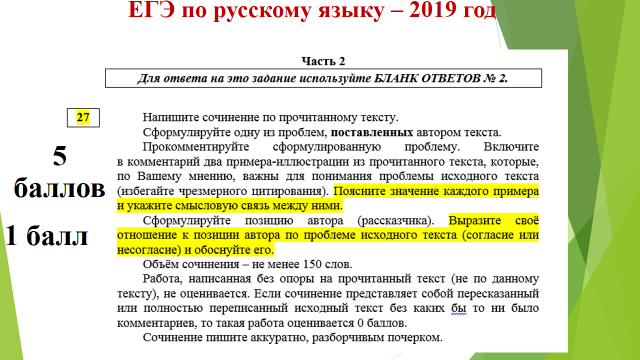 ЕГЭ по русскому языку – 2019 год
Часть 2
Для ответа на это задание используйте БЛАНК ОТВЕТОВ № 2.
27
Напишите сочинение по прочитанному тексту.
Сформулируйте одну из проблем, поставленных автором текста.
Прокомментируйте сформулированную проблему. Включите
в комментарий два примера-иллюстрации из прочитанного текста, которые,
по Вашему мнению, важны для понимания проблемы исходного текста
(избегайте чрезмерного цитирования). Поясните значение каждого примера
и укажите смысловую связь между ними.
Сформулируйте позицию автора (рассказчика). Выразите своё
отношение к позиции автора по проблеме исходного текста (согласие или
несогласие) и обоснуйте его.
Объём сочинения – не менее 150 слов.
Работа, написанная без опоры на прочитанный текст (не по данному
тексту), не оценивается. Если сочинение представляет собой пересказанный
или полностью переписанный исходный текст без каких бы то ни было
комментариев, то такая работа оценивается 0 баллов.
Сочинение пишите аккуратно, разборчивым почерком.
5
баллов
1 балл